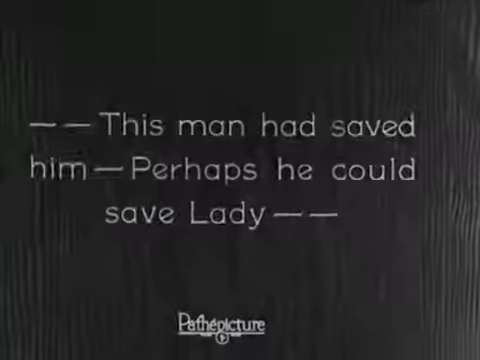 — — This man had saved
him — Perhaps he could
save Lady — —
Pathépicture